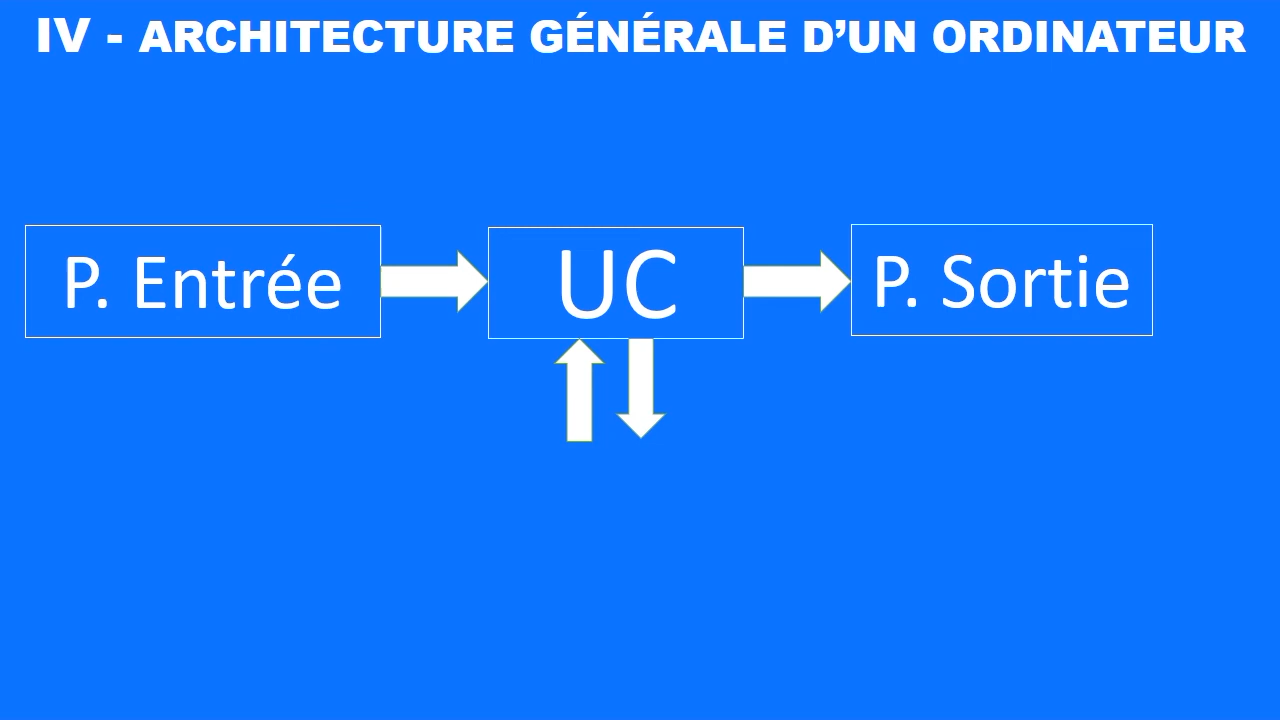 IV - ARCHITECTURE GÉNÉRALE D’UN ORDINATEUR
P. Entrée
UC
P. Sortie